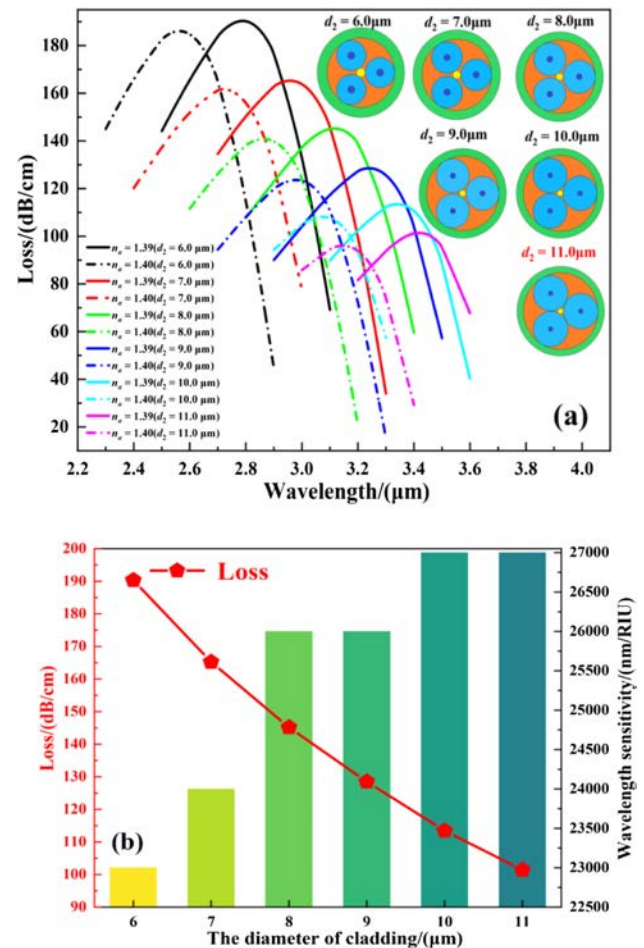 d₂ = 6.0μm d₂ = 7.0μm d₂ = 8.0μm
d₂ = 9.0μm d₂ = 10.0μm
d₂ = 11.0μm
Loss/(dB/cm)
180
160
140
120
100
80
60
40
20
nₐ = 1.39(d₂ = 6.0 μm)
nₐ = 1.40(d₂ = 6.0 μm)
nₐ = 1.39(d₂ = 7.0 μm)
nₐ = 1.40(d₂ = 7.0 μm)
nₐ = 1.39(d₂ = 8.0 μm)
nₐ = 1.40(d₂ = 8.0 μm)
nₐ = 1.39(d₂ = 9.0 μm)
nₐ = 1.40(d₂ = 9.0 μm)
nₐ = 1.39(d₂ = 10.0 μm)
nₐ = 1.40(d₂ = 10.0 μm)
nₐ = 1.39(d₂ = 11.0 μm)
nₐ = 1.40(d₂ = 11.0 μm)
(a)
2.2 2.4 2.6 2.8 3.0 3.2 3.4 3.6 3.8 4.0
Wavelength/(μm)
Loss
Loss/(dB/cm)
200
190
180
170
160
150
140
130
120
110
100
90
27000
26500
26000
25500
25000
24500
24000
23500
23000
22500
Wavelength sensitivity/(nm/RIU)
(b)
6 7 8 9 10 11
The diameter of cladding/(μm)